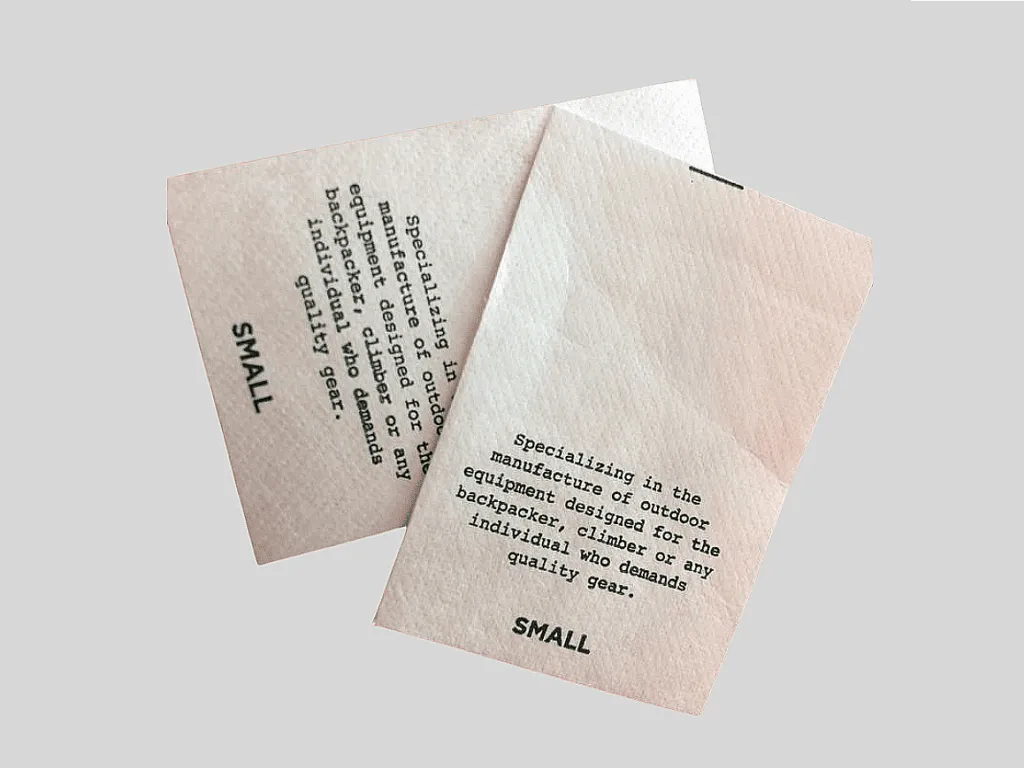 Specializing in
manufacture of outdo
equipment designed for the
backpacker, climber or any
individual who demands
quality gear.
SMALL
Specializing in the
manufacture of outdoor
equipment designed for the
backpacker, climber or any
individual who demands
quality gear.
SMALL